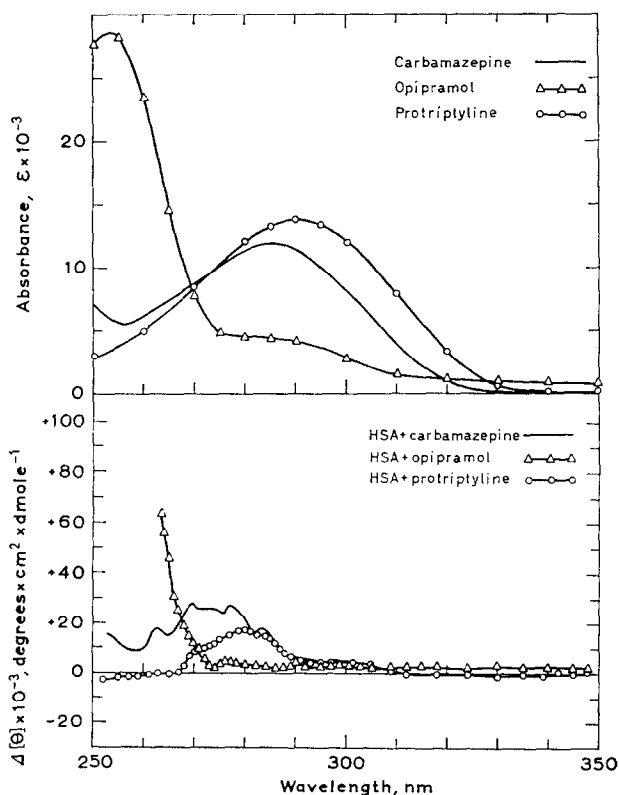 Absorbance, ε×10⁻³
20
10
0
Carbamazepine
Opipramol
Protriptyline
Δ[θ]×10⁻³, degrees×cm²×dmole⁻¹
+100
+80
+60
+40
+20
0
-20
HSA+carbamazepine
HSA+opipramol
HSA+protriptyline
250
300
350
Wavelength, nm